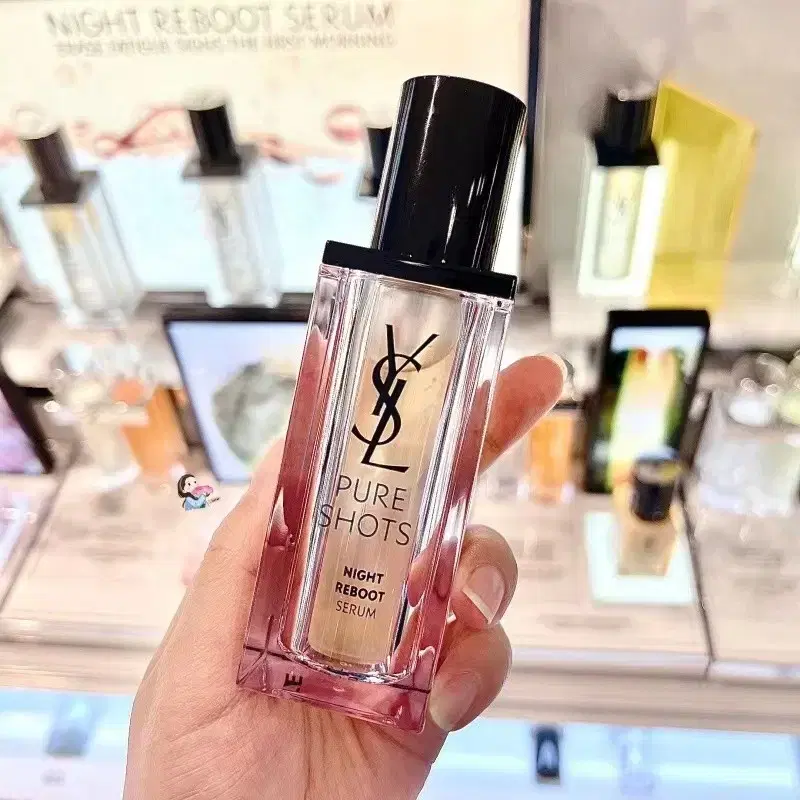 NIGHT REBOOT SERUM
YSL
PURE
SHOTS
NIGHT
REBOOT
SERUM